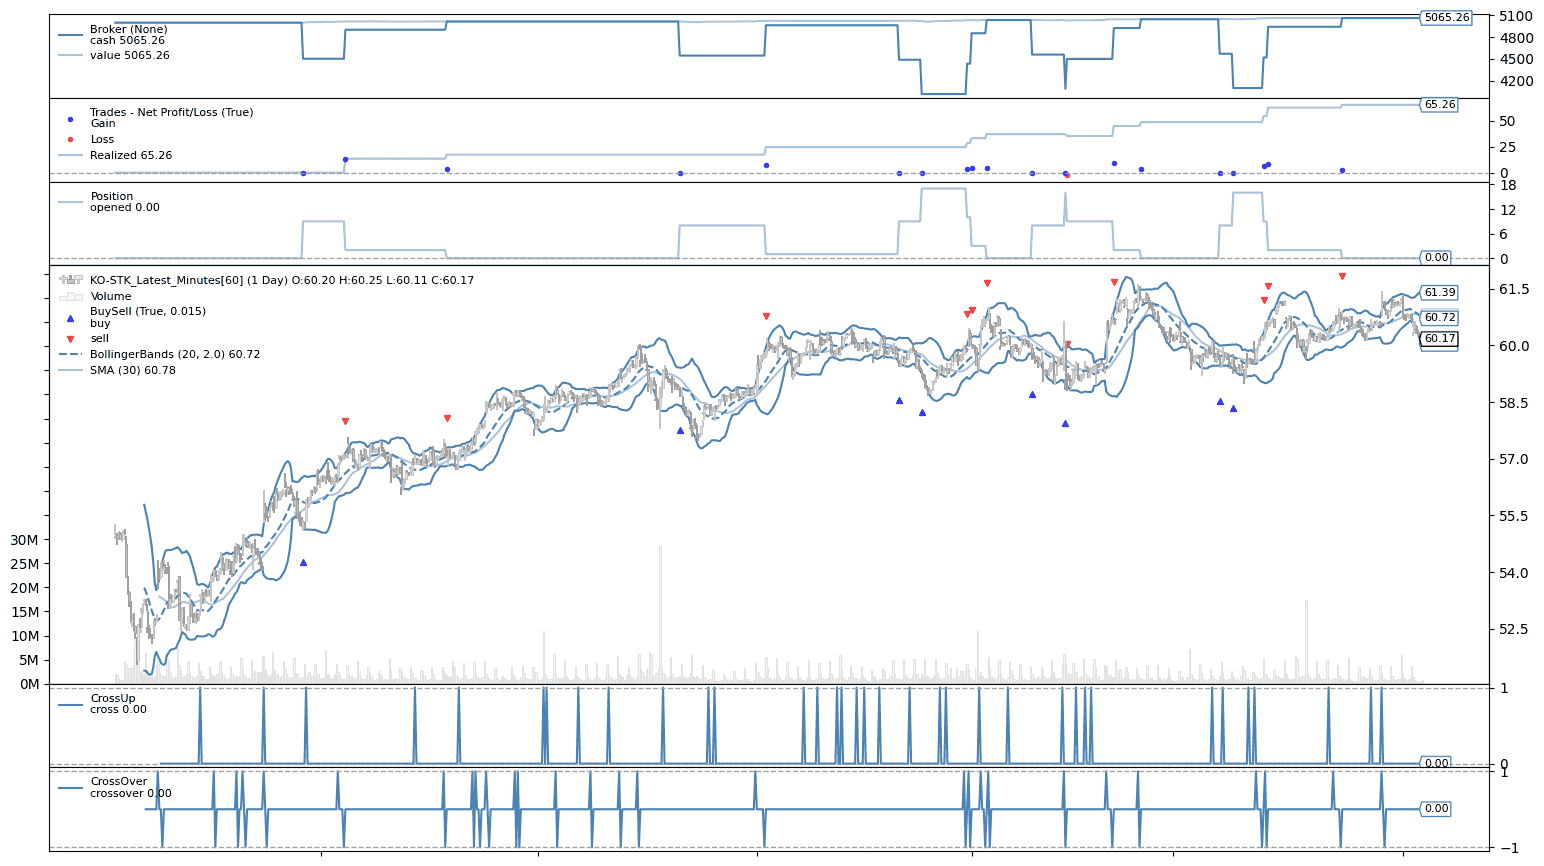 Broker (None)
cash 5065.26
value 5065.26
5065.26
5100
4800
4500
4200
Trades - Net Profit/Loss (True)
Gain
Loss
Realized 65.26
65.26
50
25
0
Position
opened 0.00
18
12
6
0
0.00
KO-STK_Latest_Minutes[60] (1 Day) O:60.20 H:60.25 L:60.11 C:60.17
Volume
BuySell (True, 0.015)
buy
sell
BollingerBands (20, 2.0) 60.72
SMA (30) 60.78
61.39
60.72
60.17
61.5
60.0
58.5
57.0
55.5
54.0
52.5
30M
25M
20M
15M
10M
5M
0M
CrossUp
cross 0.00
1
0
0.00
CrossOver
crossover 0.00
1
0.00
−1